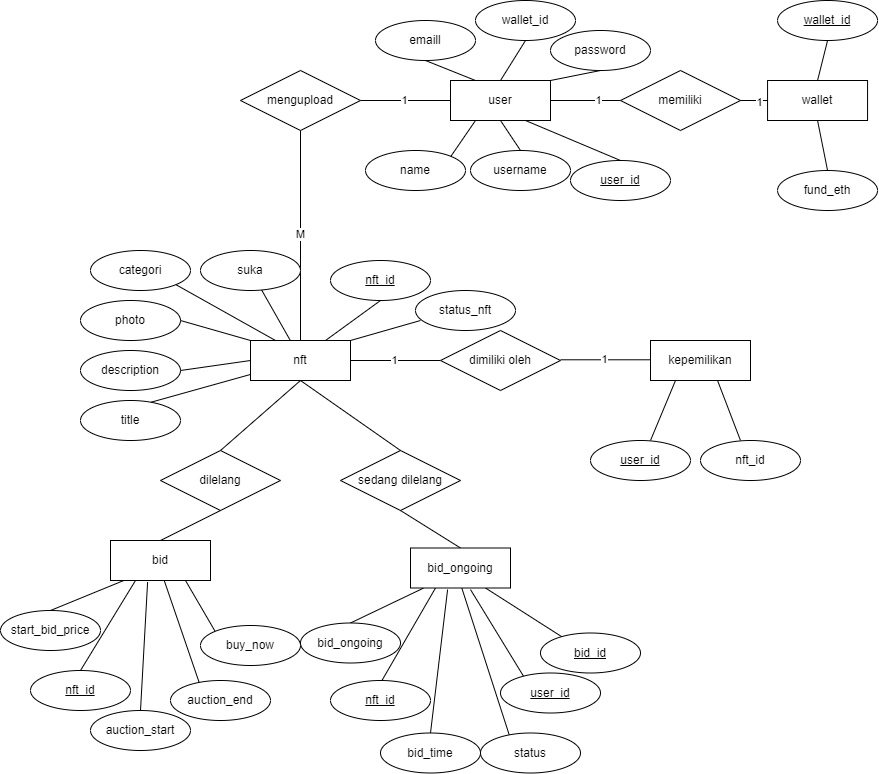 wallet_id
wallet_id
emaill
password
mengupload
1
user
1
memiliki
1
wallet
name
username
user_id
fund_eth
M
categori
suka
nft_id
status_nft
photo
nft
1
dimiliki oleh
1
kepemilikan
description
title
user_id
nft_id
dilelang
sedang dilelang
bid
bid_ongoing
start_bid_price
buy_now
bid_ongoing
bid_id
nft_id
auction_end
nft_id
user_id
auction_start
bid_time
status